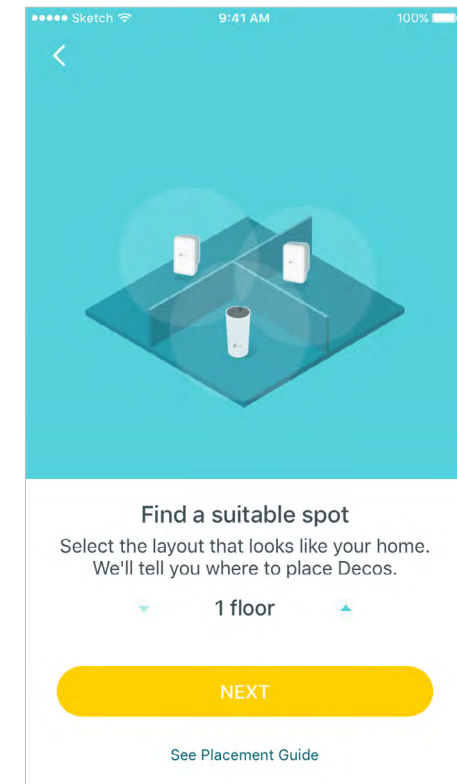 Sketch 9:41 AM 100%
Find a suitable spot
Select the layout that looks like your home.
We'll tell you where to place Decos.
1 floor
NEXT
See Placement Guide